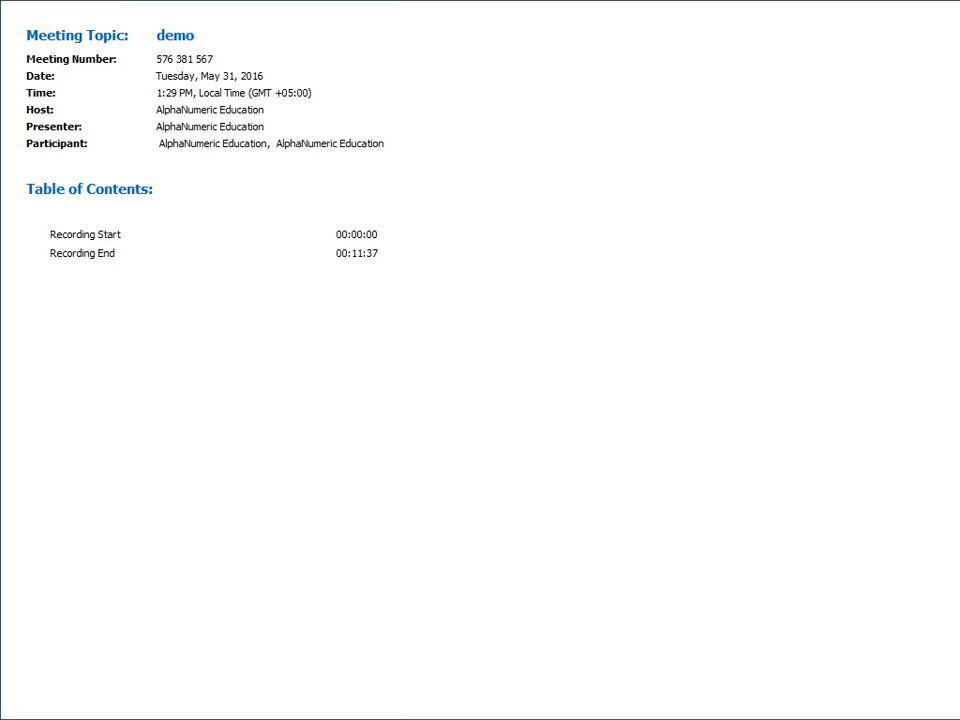 Meeting Topic: demo
Meeting Number: 576 381 567
Date: Tuesday, May 31, 2016
Time: 1:29 PM, Local Time (GMT +05:00)
Host: AlphaNumeric Education
Presenter: AlphaNumeric Education
Participant: AlphaNumeric Education, AlphaNumeric Education
Table of Contents:
Recording Start 00:00:00
Recording End 00:11:37